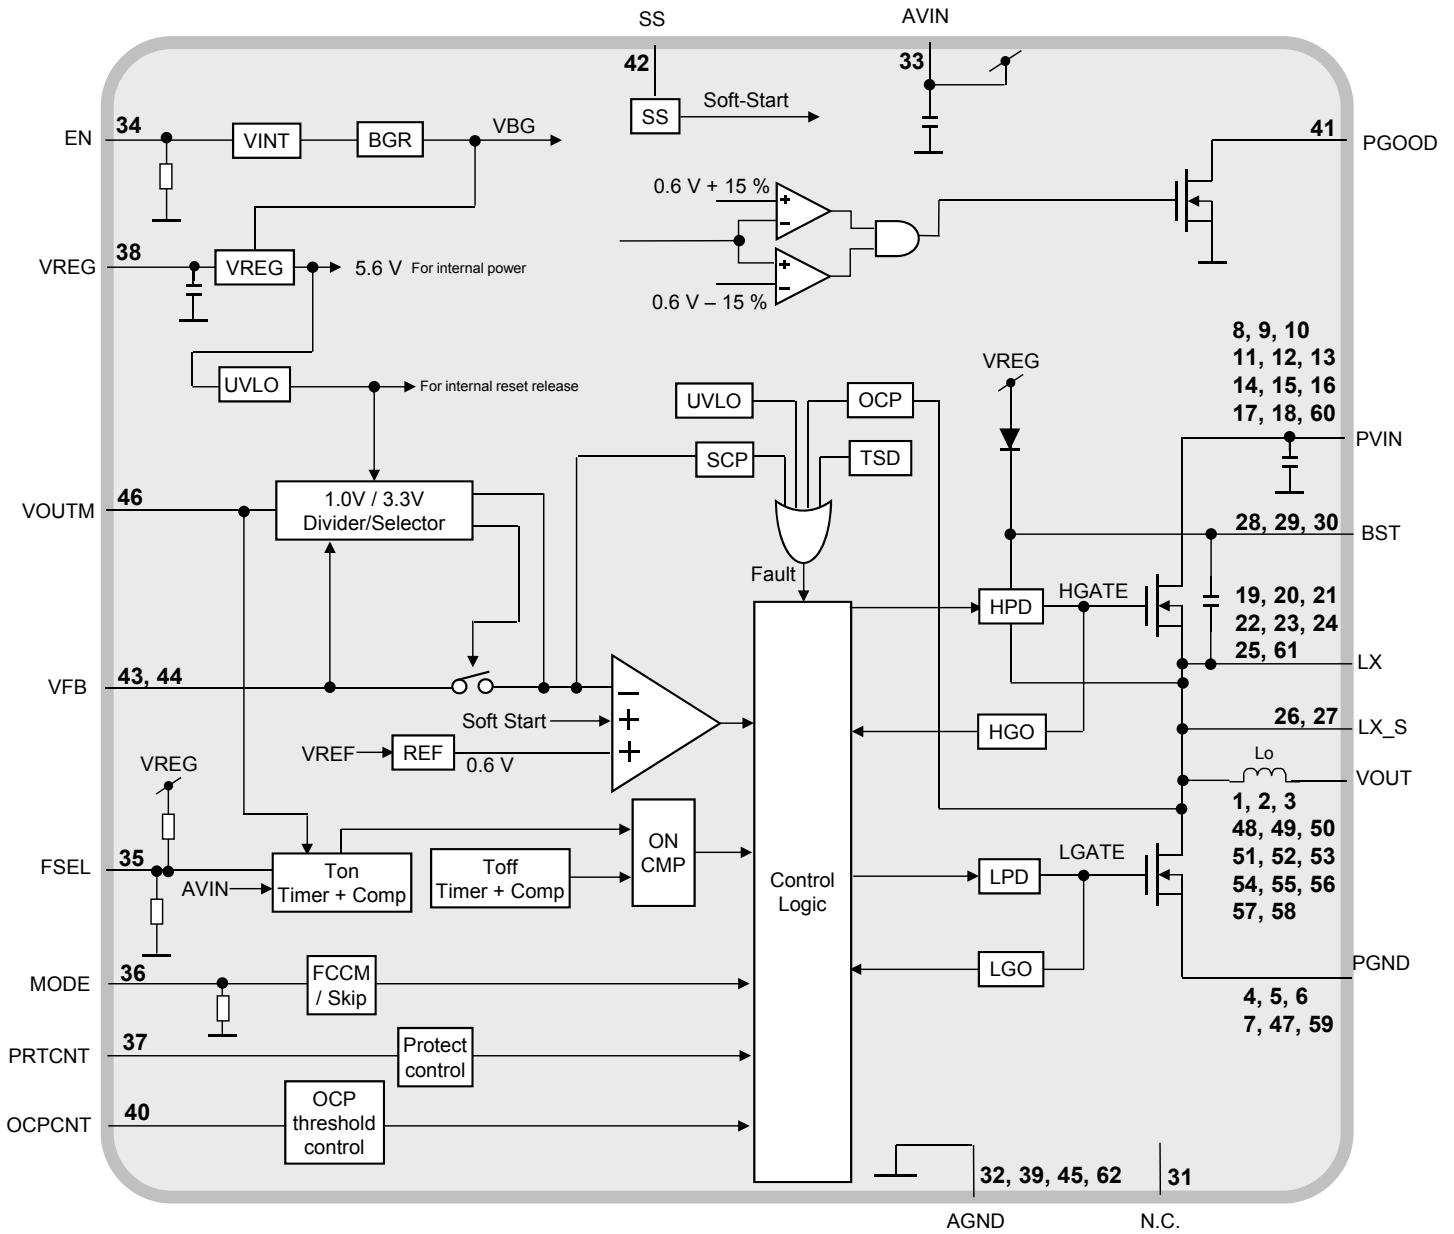 SS
AVIN
42
33
SS
Soft-Start
EN
34
VINT
BGR
VBG
41
PGOOD
0.6 V + 15 %
+
−
+
−
0.6 V – 15 %
VREG
38
VREG
5.6 V For internal power
UVLO
For internal reset release
UVLO
OCP
SCP
TSD
VREG
8, 9, 10
11, 12, 13
14, 15, 16
17, 18, 60
PVIN
VOUTM
46
1.0V / 3.3V
Divider/Selector
28, 29, 30
BST
Fault
HPD
HGATE
19, 20, 21
22, 23, 24
25, 61
LX
VFB
43, 44
−
+
+
Soft Start
VREF
REF
0.6 V
HGO
26, 27
LX_S
Lo
VOUT
1, 2, 3
48, 49, 50
51, 52, 53
54, 55, 56
57, 58
VREG
FSEL
35
AVIN
Ton
Timer + Comp
Toff
Timer + Comp
ON
CMP
Control
Logic
LPD
LGATE
LGO
PGND
4, 5, 6
7, 47, 59
MODE
36
FCCM
/ Skip
PRTCNT
37
Protect
control
OCPCNT
40
OCP
threshold
control
32, 39, 45, 62
31
AGND
N.C.